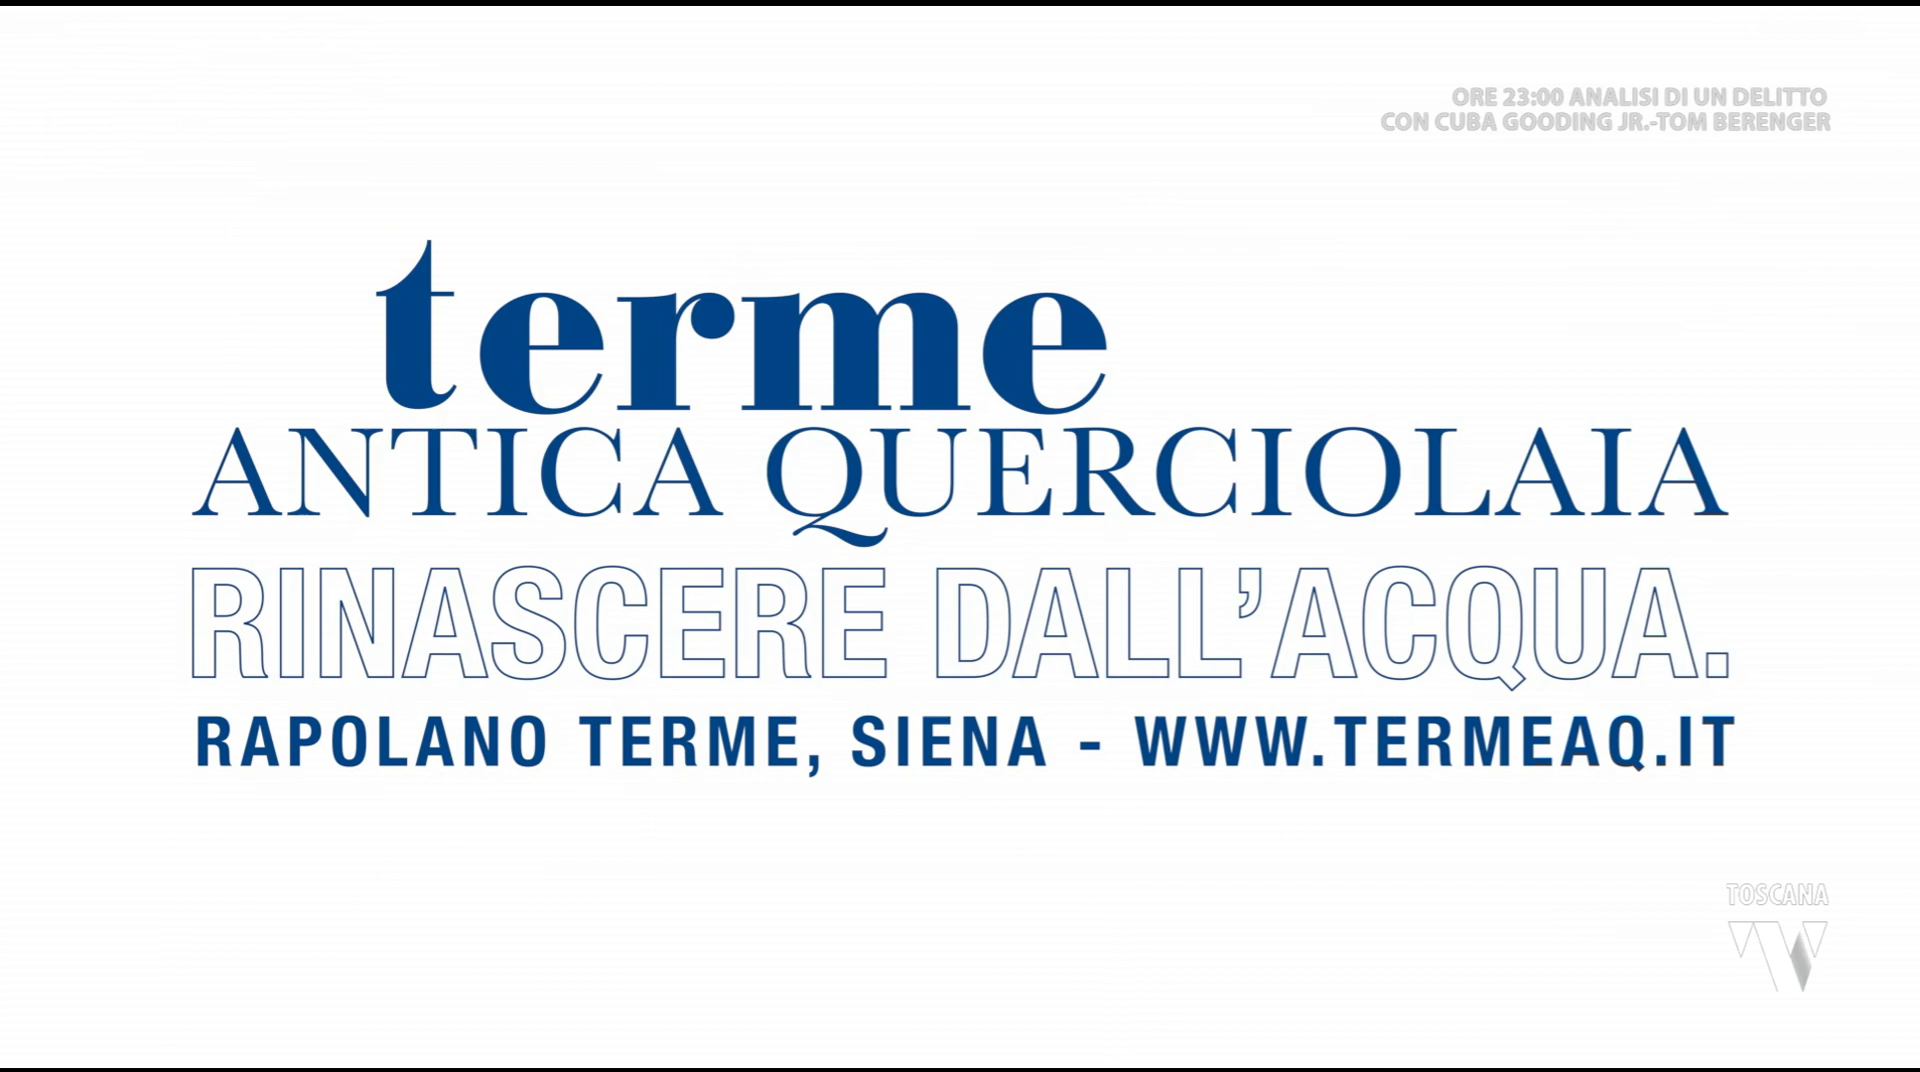 ORE 23:00 ANALISI DI UN DELITTO
CON CUBA GOODING JR.-TOM BERENGER
terme
ANTICA QUERCIOLAIA
RINASCERE DALL'ACQUA.
RAPOLANO TERME, SIENA - WWW.TERMEAQ.IT
TOSCANA
TV